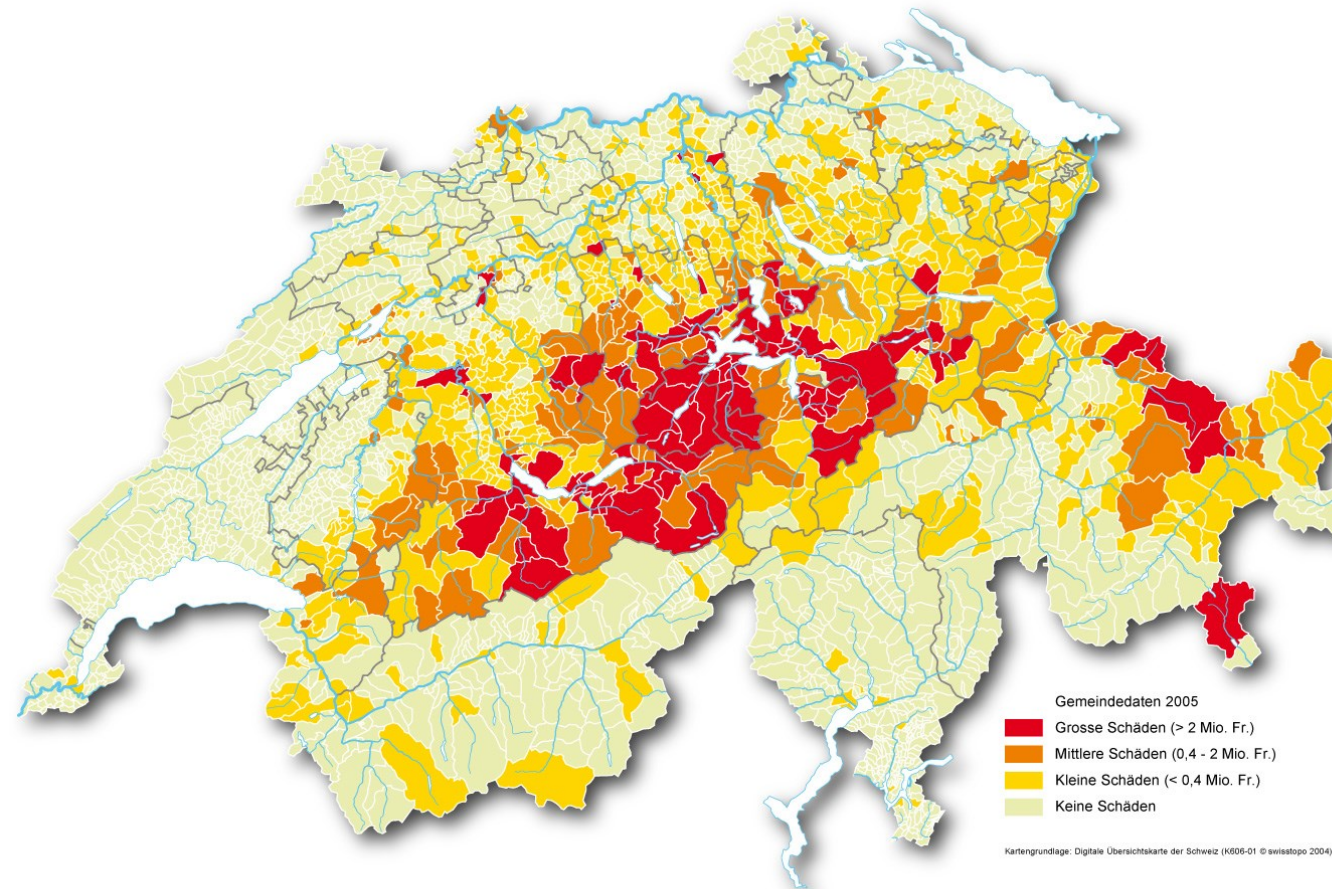 Gemeindedaten 2005
Grosse Schäden (> 2 Mio. Fr.)
Mittlere Schäden (0,4 - 2 Mio. Fr.)
Kleine Schäden (< 0,4 Mio. Fr.)
Keine Schäden
Kartengrundlage: Digitale Übersichtskarte der Schweiz (K606-01 © swisstopo 2004)